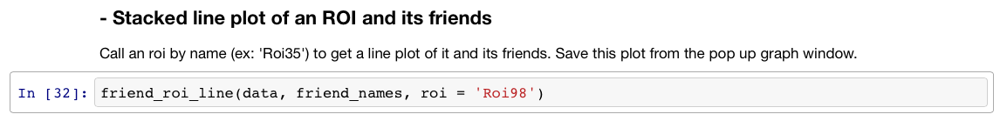 - Stacked line plot of an ROI and its friends
Call an roi by name (ex: 'Roi35') to get a line plot of it and its friends. Save this plot from the pop up graph window.
In [32]: friend_roi_line(data, friend_names, roi = 'Roi98')